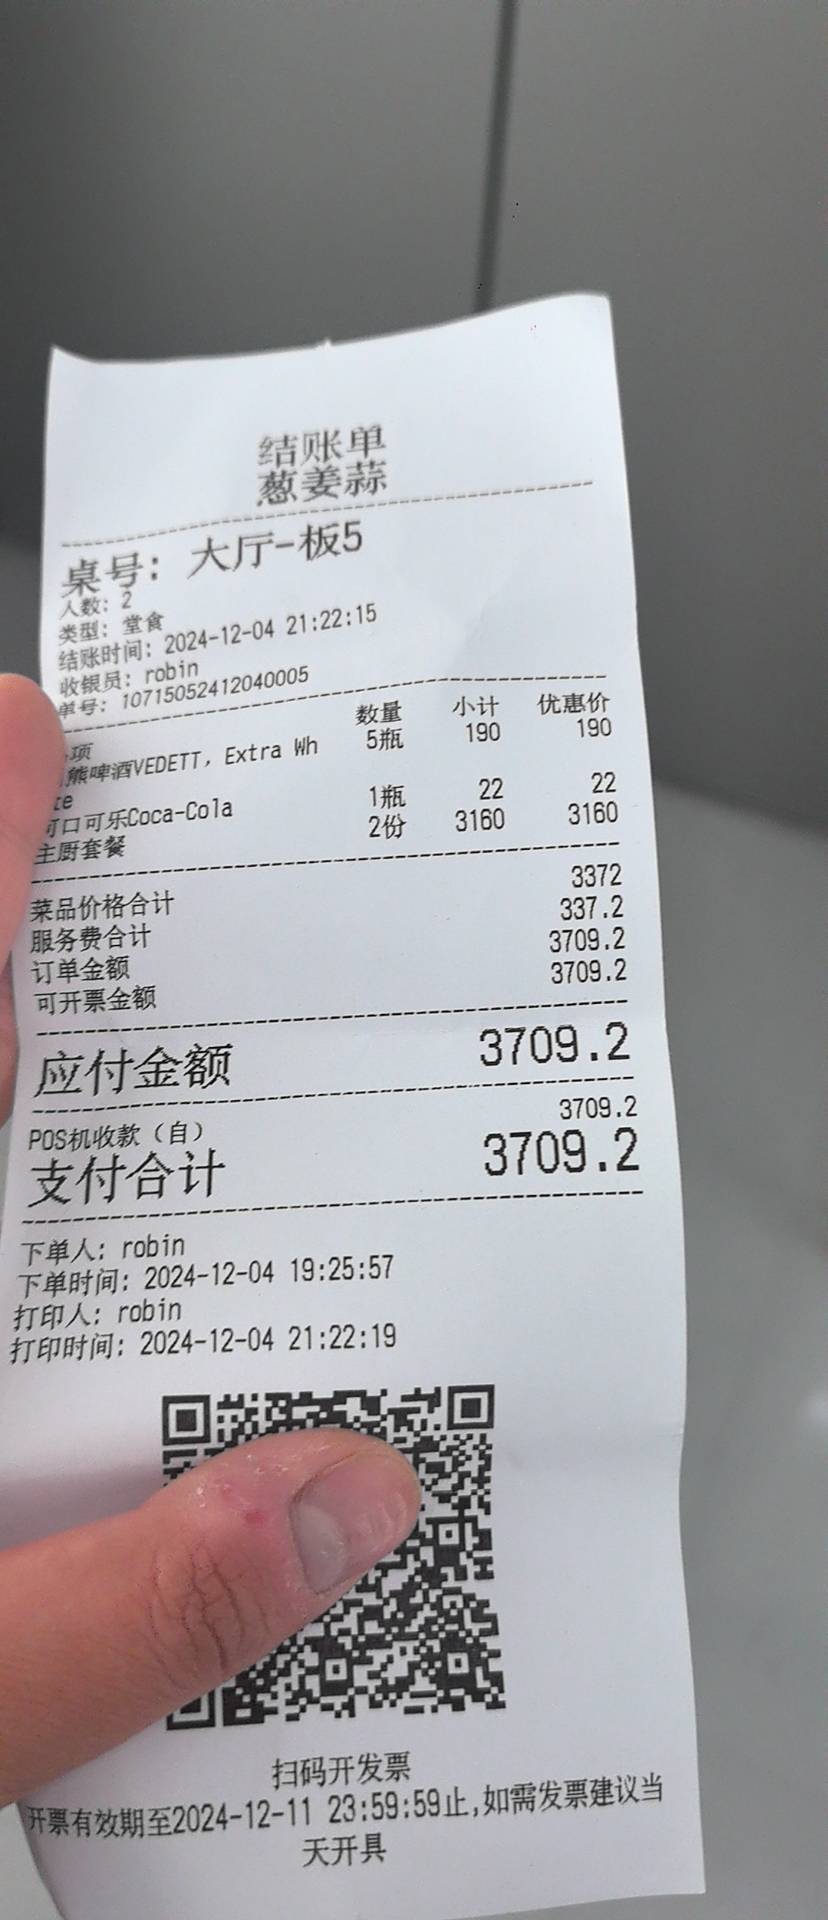 结账单
葱姜蒜
桌号: 大厅-板5
人数: 2
类型: 堂食
结账时间: 2024-12-04 21:22:15
收银员: robin
单号: 10715052412040005
项 数量 小计 优惠价
熊啤酒VEDETT, Extra Wh 5瓶 190 190
te
可口可乐Coca-Cola 1瓶 22 22
主厨套餐 2份 3160 3160
菜品价格合计 3372
服务费合计 337.2
订单金额 3709.2
可开票金额 3709.2
应付金额 3709.2
POS机收款（自） 3709.2
支付合计 3709.2
下单人: robin
下单时间: 2024-12-04 19:25:57
打印人: robin
打印时间: 2024-12-04 21:22:19
扫码开发票
开票有效期至2024-12-11 23:59:59止,如需发票建议当
天开具